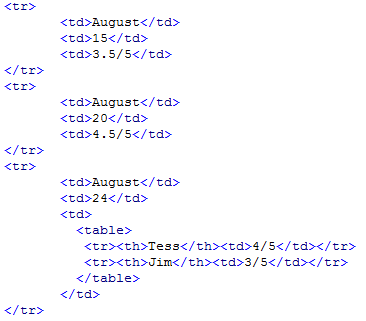 <tr>
        <td>August</td>
        <td>15</td>
        <td>3.5/5</td>
</tr>
<tr>
        <td>August</td>
        <td>20</td>
        <td>4.5/5</td>
</tr>
<tr>
        <td>August</td>
        <td>24</td>
        <td>
          <table>
           <tr><th>Tess</th><td>4/5</td></tr>
           <tr><th>Jim</th><td>3/5</td></tr>
          </table>
        </td>
</tr>